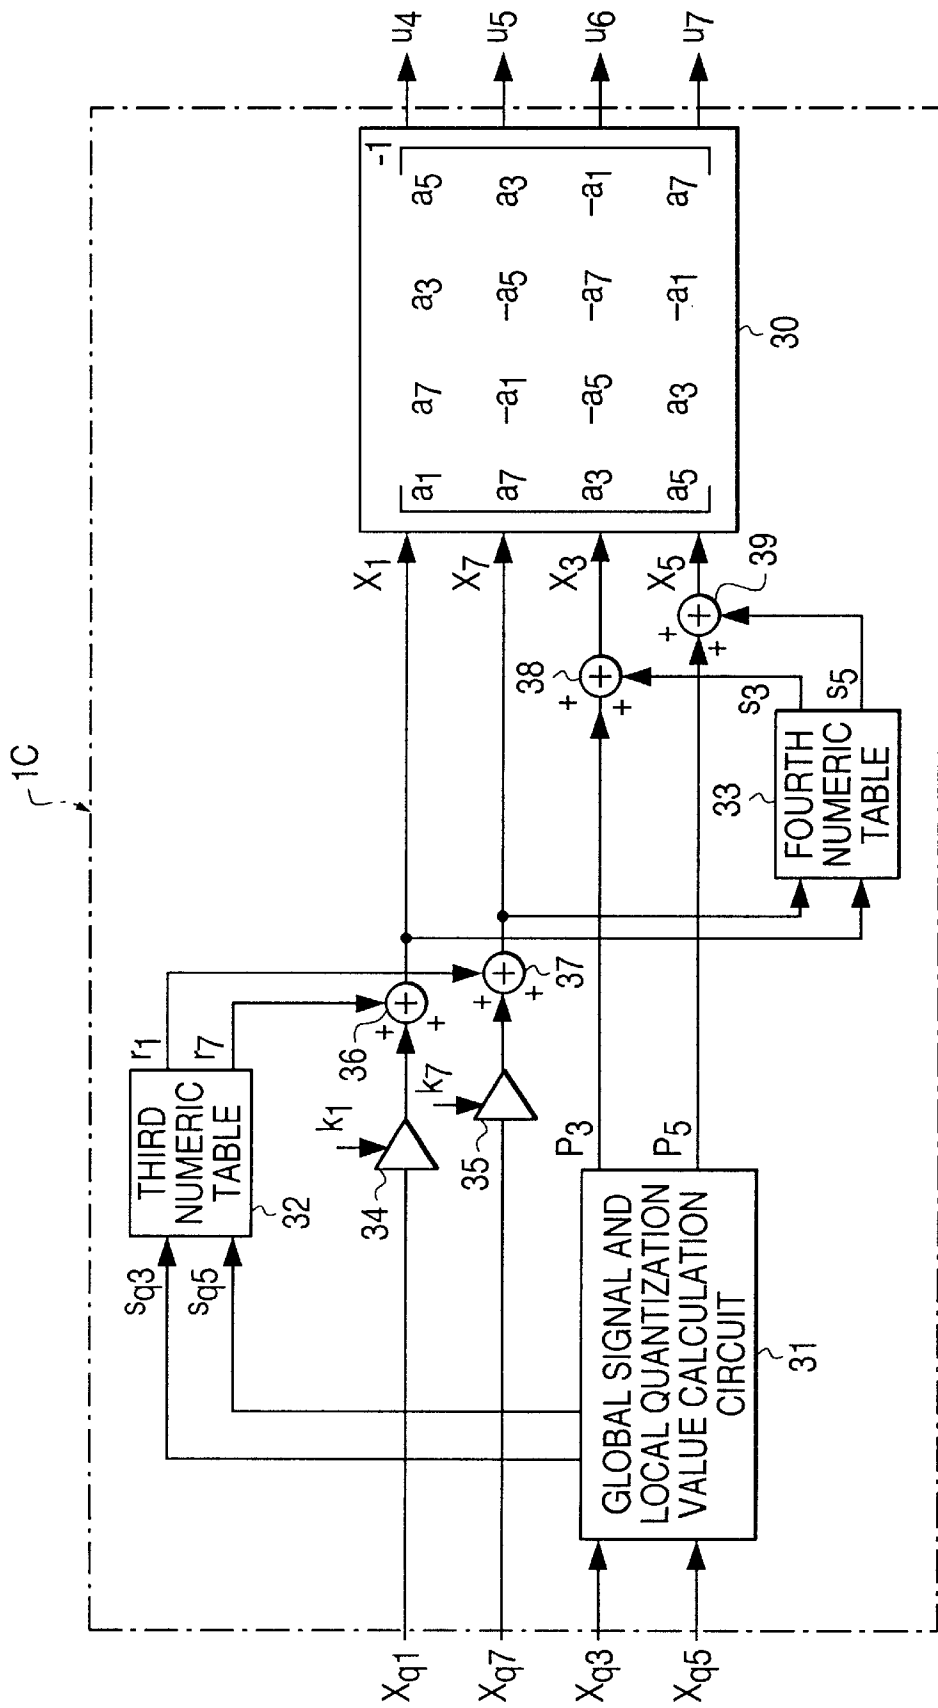 1C
Xq1
Xq7
Xq3
Xq5
sq3
sq5
THIRD
NUMERIC
TABLE
32
r1
r7
k1
34
k7
35
36
+
+
+
37
+
+
+
GLOBAL SIGNAL AND
LOCAL QUANTIZATION
VALUE CALCULATION
CIRCUIT
31
P3
P5
38
+
+
+
39
+
+
+
s3
s5
FOURTH
NUMERIC
TABLE
33
X1
X7
X3
X5
-1
a1 a7 a3 a5
a7 -a1 -a5 a3
a3 -a5 -a7 -a1
a5 a3 -a1 a7
30
u4
u5
u6
u7